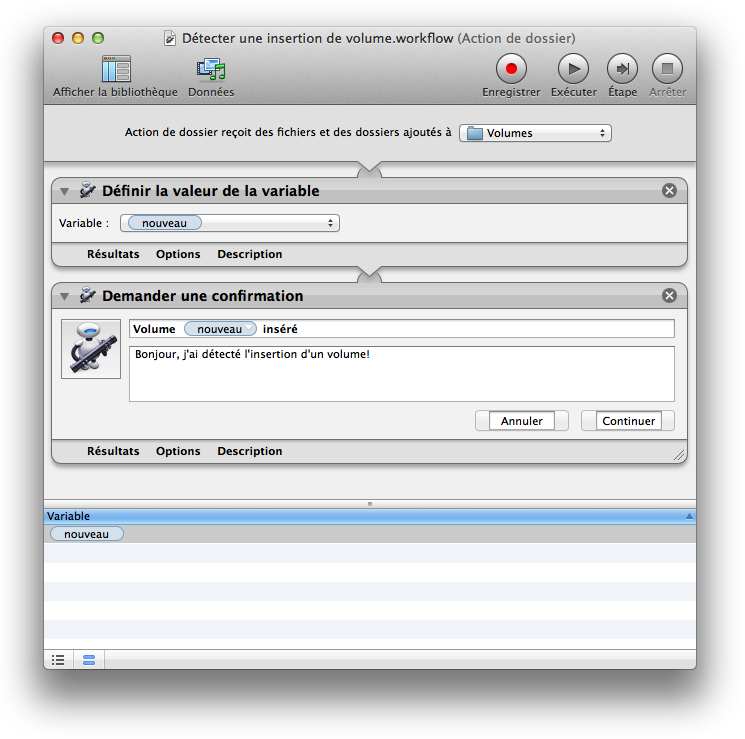 Détecter une insertion de volume.workflow (Action de dossier)
Afficher la bibliothèque Données Enregistrer Exécuter Étape Arrêter
Action de dossier reçoit des fichiers et des dossiers ajoutés à Volumes
Définir la valeur de la variable
Variable : nouveau
Résultats Options Description
Demander une confirmation
Volume nouveau inséré
Bonjour, j'ai détecté l'insertion d'un volume!
Annuler Continuer
Résultats Options Description
Variable
nouveau